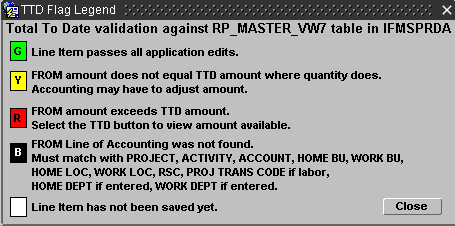 TTD Flag Legend
Total To Date validation against RP_MASTER_VW7 table in IFMSPRDA
G Line Item passes all application edits.
Y FROM amount does not equal TTD amount where quantity does.
Accounting may have to adjust amount.
R FROM amount exceeds TTD amount.
Select the TTD button to view amount available.
B FROM Line of Accounting was not found.
Must match with PROJECT, ACTIVITY, ACCOUNT, HOME BU, WORK BU,
HOME LOC, WORK LOC, RSC, PROJ TRANS CODE if labor,
HOME DEPT if entered, WORK DEPT if entered.
Line Item has not been saved yet.
Close